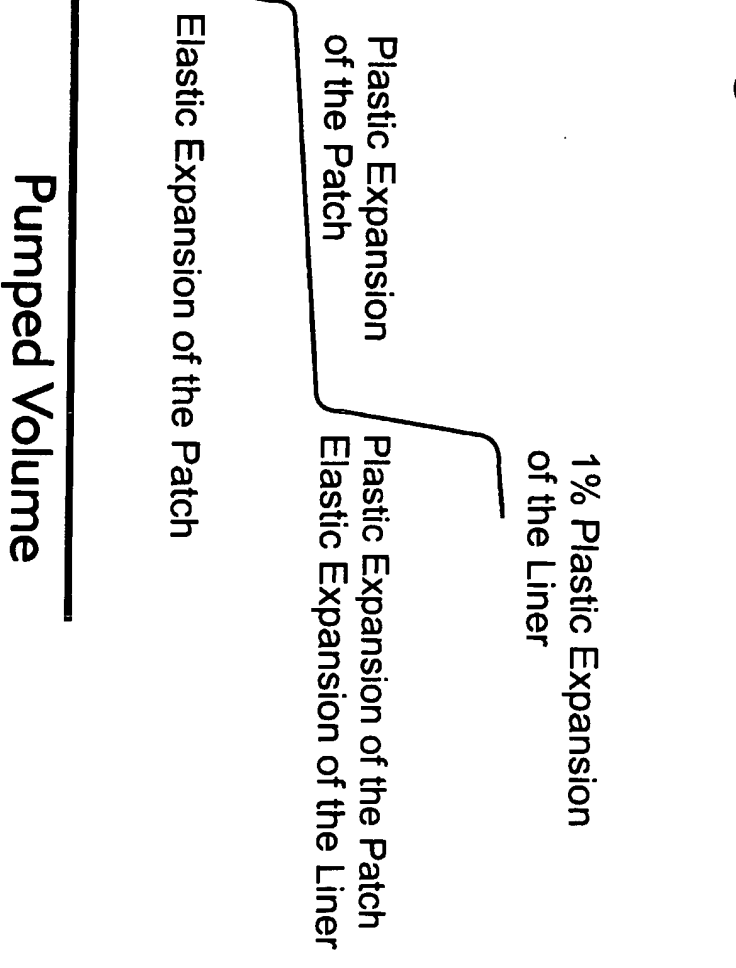 1% Plastic Expansion
of the Liner
Plastic Expansion
of the Patch
Plastic Expansion of the Patch
Elastic Expansion of the Liner
Elastic Expansion of the Patch
Pumped Volume